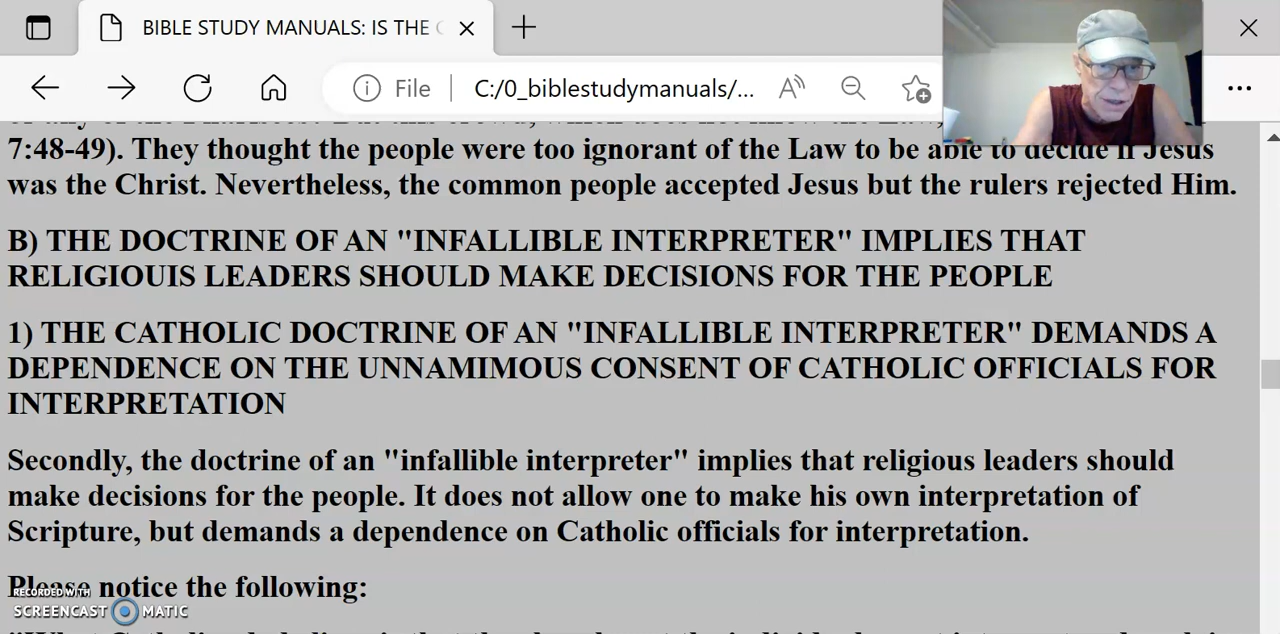 BIBLE STUDY MANUALS: IS THE
File
C:/0_biblestudymanuals/...
7:48-49). They thought the people were too ignorant of the Law to be able to decide if Jesus
was the Christ. Nevertheless, the common people accepted Jesus but the rulers rejected Him.
B) THE DOCTRINE OF AN "INFALLIBLE INTERPRETER" IMPLIES THAT
RELIGIOUIS LEADERS SHOULD MAKE DECISIONS FOR THE PEOPLE
1) THE CATHOLIC DOCTRINE OF AN "INFALLIBLE INTERPRETER" DEMANDS A
DEPENDENCE ON THE UNNAMIMOUS CONSENT OF CATHOLIC OFFICIALS FOR
INTERPRETATION
Secondly, the doctrine of an "infallible interpreter" implies that religious leaders should
make decisions for the people. It does not allow one to make his own interpretation of
Scripture, but demands a dependence on Catholic officials for interpretation.
Please notice the following:
RECORDED WITH
SCREENCAST MATIC